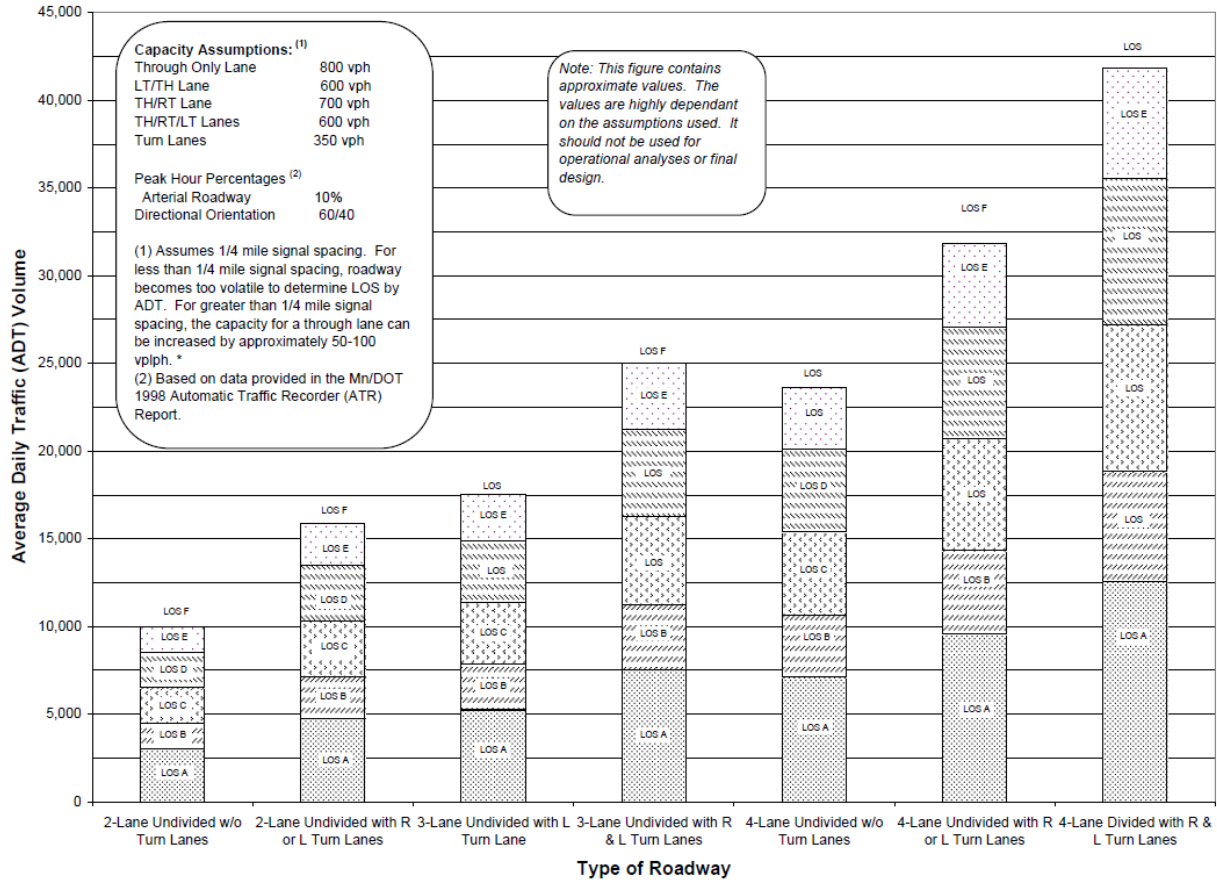 45,000
40,000
35,000
30,000
25,000
20,000
15,000
10,000
5,000
0
Average Daily Traffic (ADT) Volume
Capacity Assumptions: (1)
Through Only Lane 800 vph
LT/TH Lane 600 vph
TH/RT Lane 700 vph
TH/RT/LT Lanes 600 vph
Turn Lanes 350 vph
Peak Hour Percentages (2)
Arterial Roadway 10%
Directional Orientation 60/40
(1) Assumes 1/4 mile signal spacing. For
less than 1/4 mile signal spacing, roadway
becomes too volatile to determine LOS by
ADT. For greater than 1/4 mile signal
spacing, the capacity for a through lane can
be increased by approximately 50-100
vplph. *
(2) Based on data provided in the Mn/DOT
1998 Automatic Traffic Recorder (ATR)
Report.
Note: This figure contains
approximate values. The
values are highly dependant
on the assumptions used. It
should not be used for
operational analyses or final
design.
LOS F
LOS E
LOS D
LOS C
LOS B
LOS A
LOS F
LOS E
LOS D
LOS C
LOS B
LOS A
LOS
LOS E
LOS
LOS C
LOS B
LOS A
LOS F
LOS E
LOS
LOS
LOS B
LOS A
LOS
LOS
LOS D
LOS C
LOS B
LOS A
LOS F
LOS E
LOS
LOS
LOS B
LOS A
LOS
LOS E
LOS
LOS
LOS
LOS A
2-Lane Undivided w/o
Turn Lanes
2-Lane Undivided with R
or L Turn Lanes
3-Lane Undivided with L
Turn Lane
3-Lane Undivided with R
& L Turn Lanes
4-Lane Undivided w/o
Turn Lanes
4-Lane Undivided with R
or L Turn Lanes
4-Lane Divided with R &
L Turn Lanes
Type of Roadway